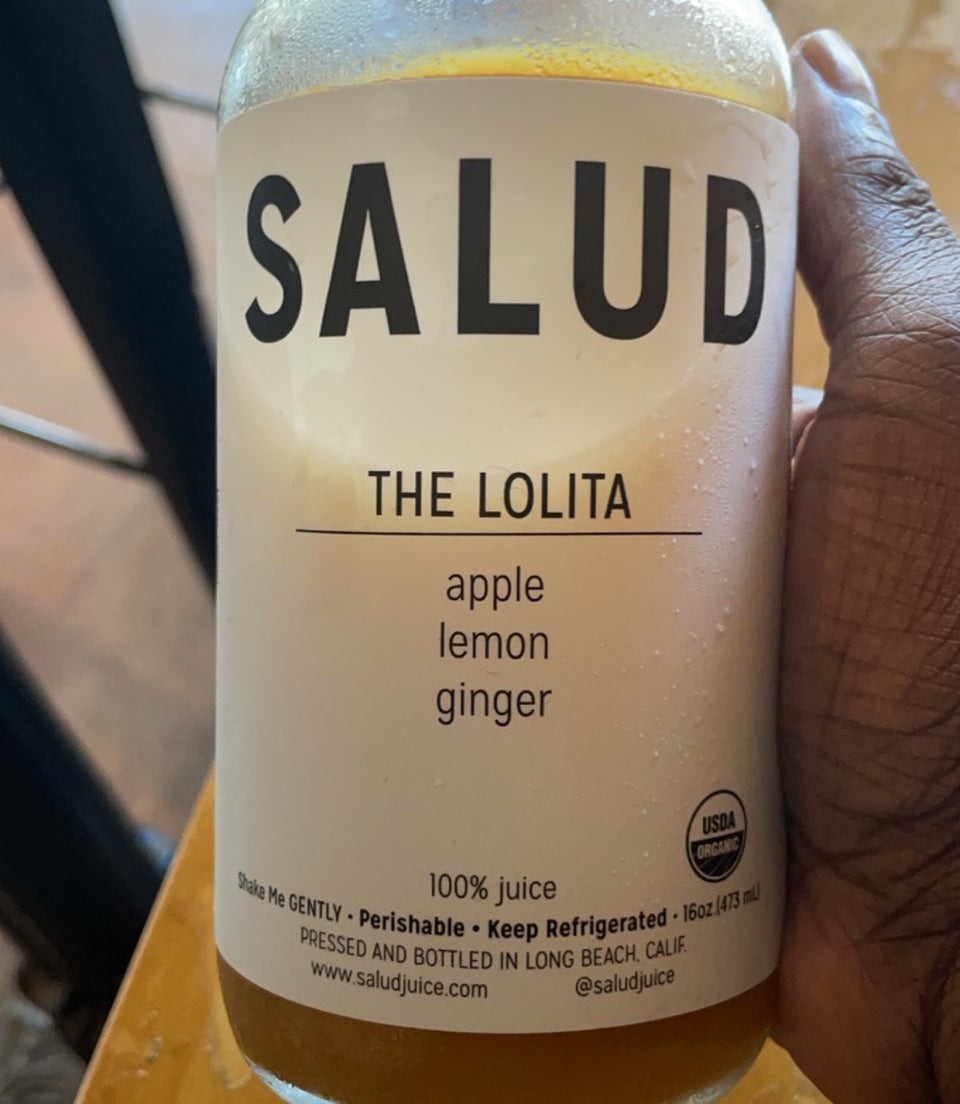 SALUD
THE LOLITA
apple
lemon
ginger
USDA
ORGANIC
100% juice
Shake Me GENTLY • Perishable • Keep Refrigerated • 16oz.(473 mL)
PRESSED AND BOTTLED IN LONG BEACH, CALIF.
www.saludjuice.com @saludjuice